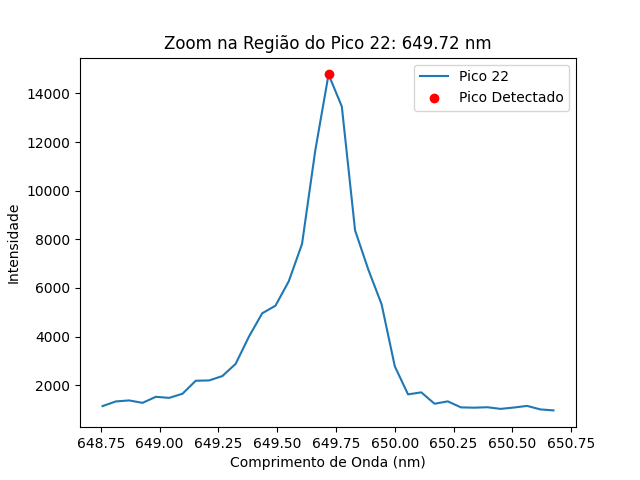 Zoom na Região do Pico 22: 649.72 nm
Pico 22
Pico Detectado
Intensidade
14000
12000
10000
8000
6000
4000
2000
648.75 649.00 649.25 649.50 649.75 650.00 650.25 650.50 650.75
Comprimento de Onda (nm)